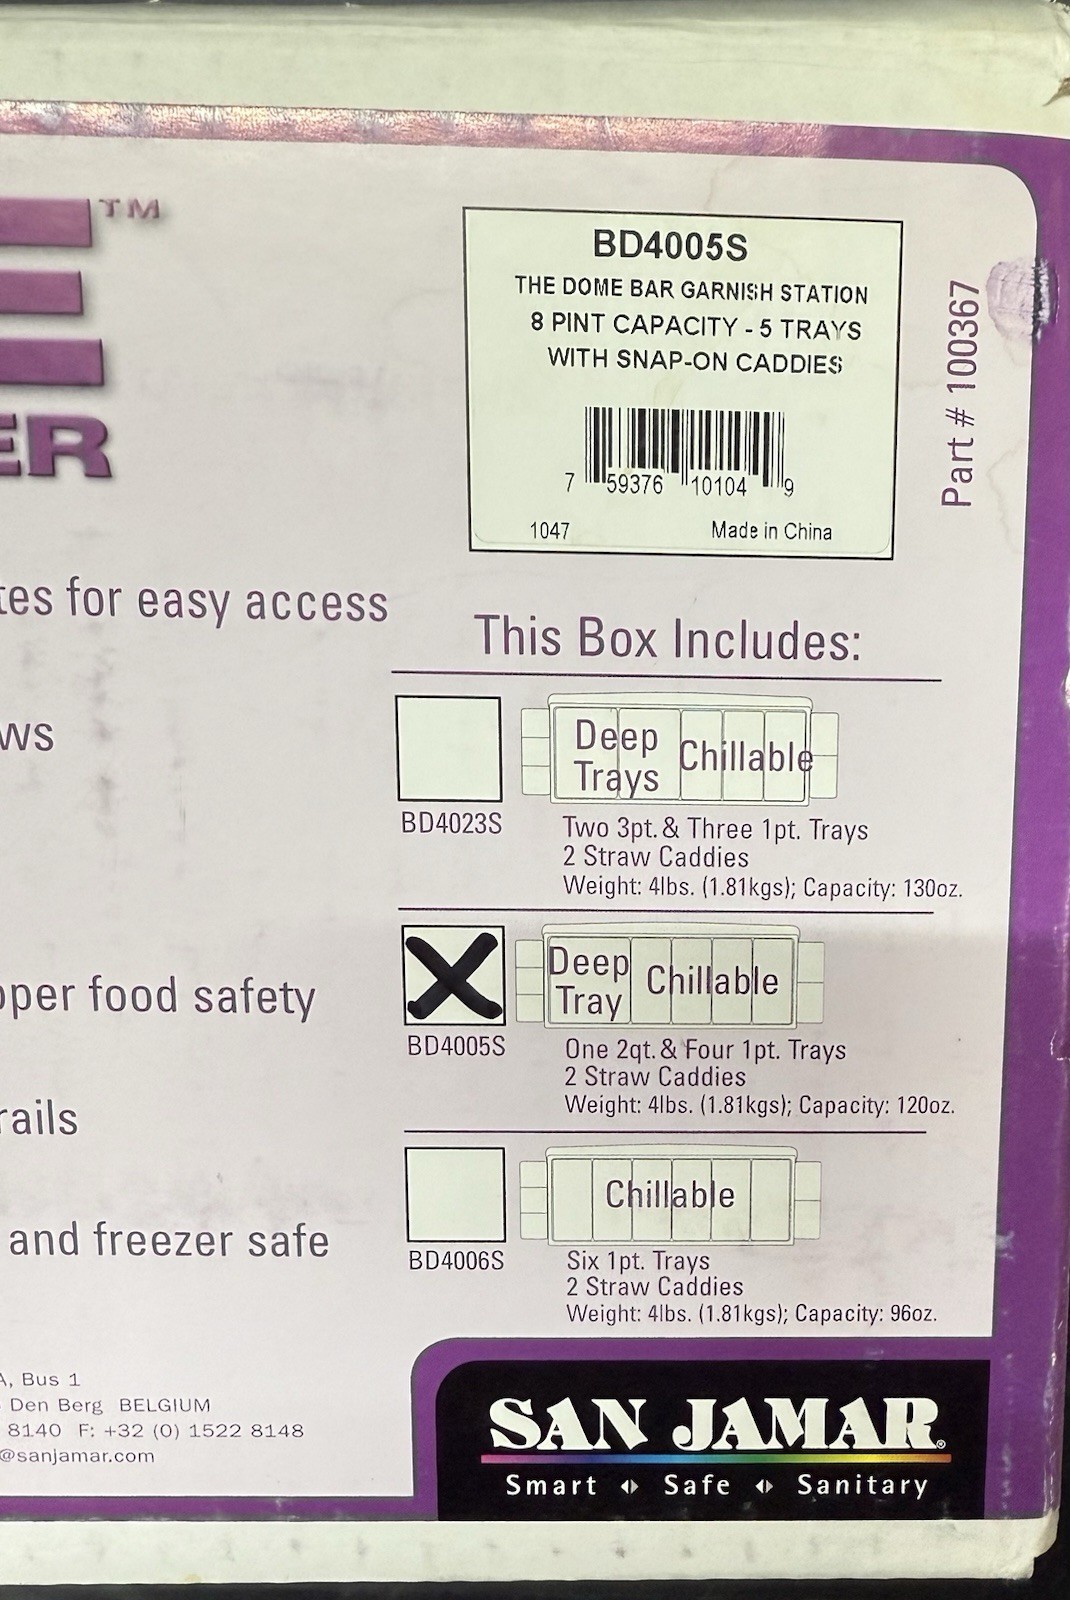 E™
ER
BD4005S
THE DOME BAR GARNISH STATION
8 PINT CAPACITY - 5 TRAYS
WITH SNAP-ON CADDIES
7 59376 10104 9
1047 Made in China
Part # 100367
tes for easy access
ws
pper food safety
rails
and freezer safe
This Box Includes:
Deep
Trays
Chillable
BD4023S
Two 3pt. & Three 1pt. Trays
2 Straw Caddies
Weight: 4lbs. (1.81kgs); Capacity: 130oz.
Deep
Tray
Chillable
BD4005S
One 2qt. & Four 1pt. Trays
2 Straw Caddies
Weight: 4lbs. (1.81kgs); Capacity: 120oz.
Chillable
BD4006S
Six 1pt. Trays
2 Straw Caddies
Weight: 4lbs. (1.81kgs); Capacity: 96oz.
A, Bus 1
Den Berg BELGIUM
8140 F: +32 (0) 1522 8148
@sanjamar.com
SAN JAMAR®
Smart Safe Sanitary